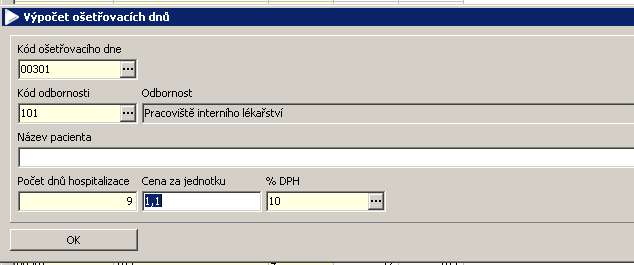 Výpočet ošetřovacích dnů
Kód ošetřovacího dne
00301 ...
Kód odbornosti Odbornost
101 ... Pracoviště interního lékařství
Název pacienta
Počet dnů hospitalizace Cena za jednotku % DPH
9 1,1 10 ...
OK